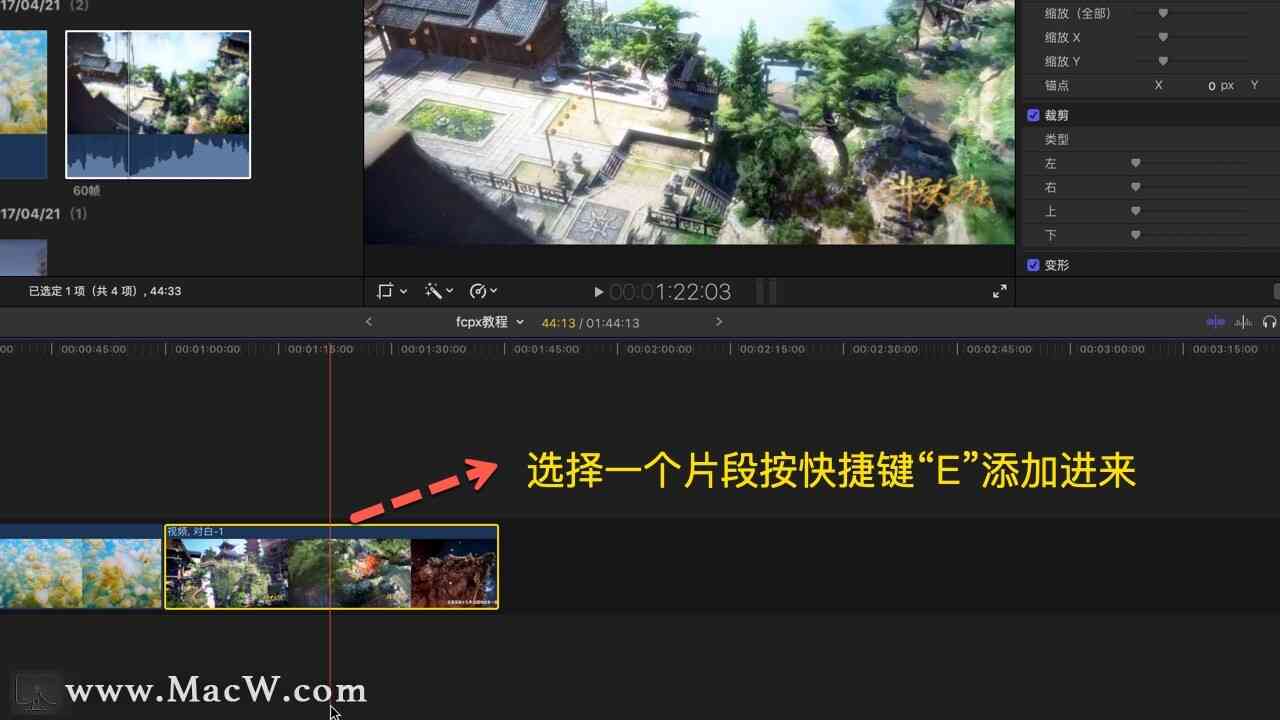 17/04/21 (2)
60帧
17/04/21 (1)
已选定 1 项（共 4 项）, 44:33
缩放（全部）
缩放 X
缩放 Y
锚点 X 0 px Y
裁剪
类型
左
右
上
下
变形
00:01:22:03
fcpx教程 44:13 / 01:44:13
00 00:00:45:00 00:01:00:00 00:01:15:00 00:01:30:00 00:01:45:00 00:02:00:00 00:02:15:00 00:02:30:00 00:02:45:00 00:03:00:00 00:03:15:00
选择一个片段按快捷键“E”添加进来
视频, 对白-1
www.MacW.com